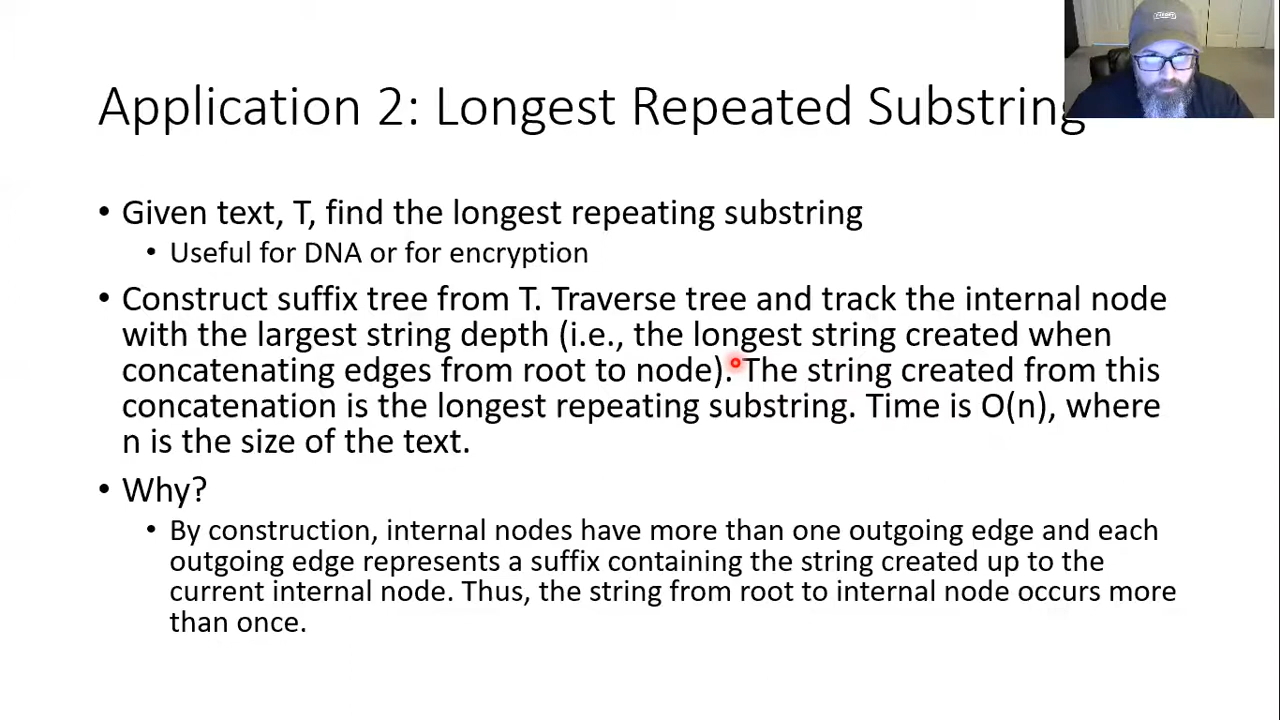 Application 2: Longest Repeated Substring
• Given text, T, find the longest repeating substring
• Useful for DNA or for encryption
• Construct suffix tree from T. Traverse tree and track the internal node
with the largest string depth (i.e., the longest string created when
concatenating edges from root to node). The string created from this
concatenation is the longest repeating substring. Time is O(n), where
n is the size of the text.
• Why?
• By construction, internal nodes have more than one outgoing edge and each
outgoing edge represents a suffix containing the string created up to the
current internal node. Thus, the string from root to internal node occurs more
than once.